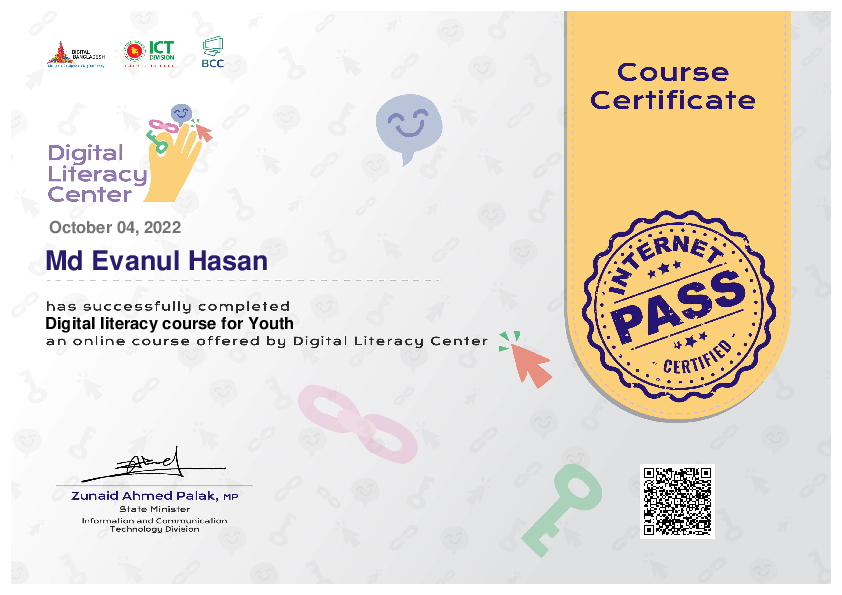 DIGITAL
BANGLADESH
ICT
DIVISION
BCC
Course
Certificate
Digital
Literacy
Center
October 04, 2022
Md Evanul Hasan
has successfully completed
Digital literacy course for Youth
an online course offered by Digital Literacy Center
INTERNET
PASS
CERTIFIED
Zunaid Ahmed Palak, MP
State Minister
Information and Communication
Technology Division